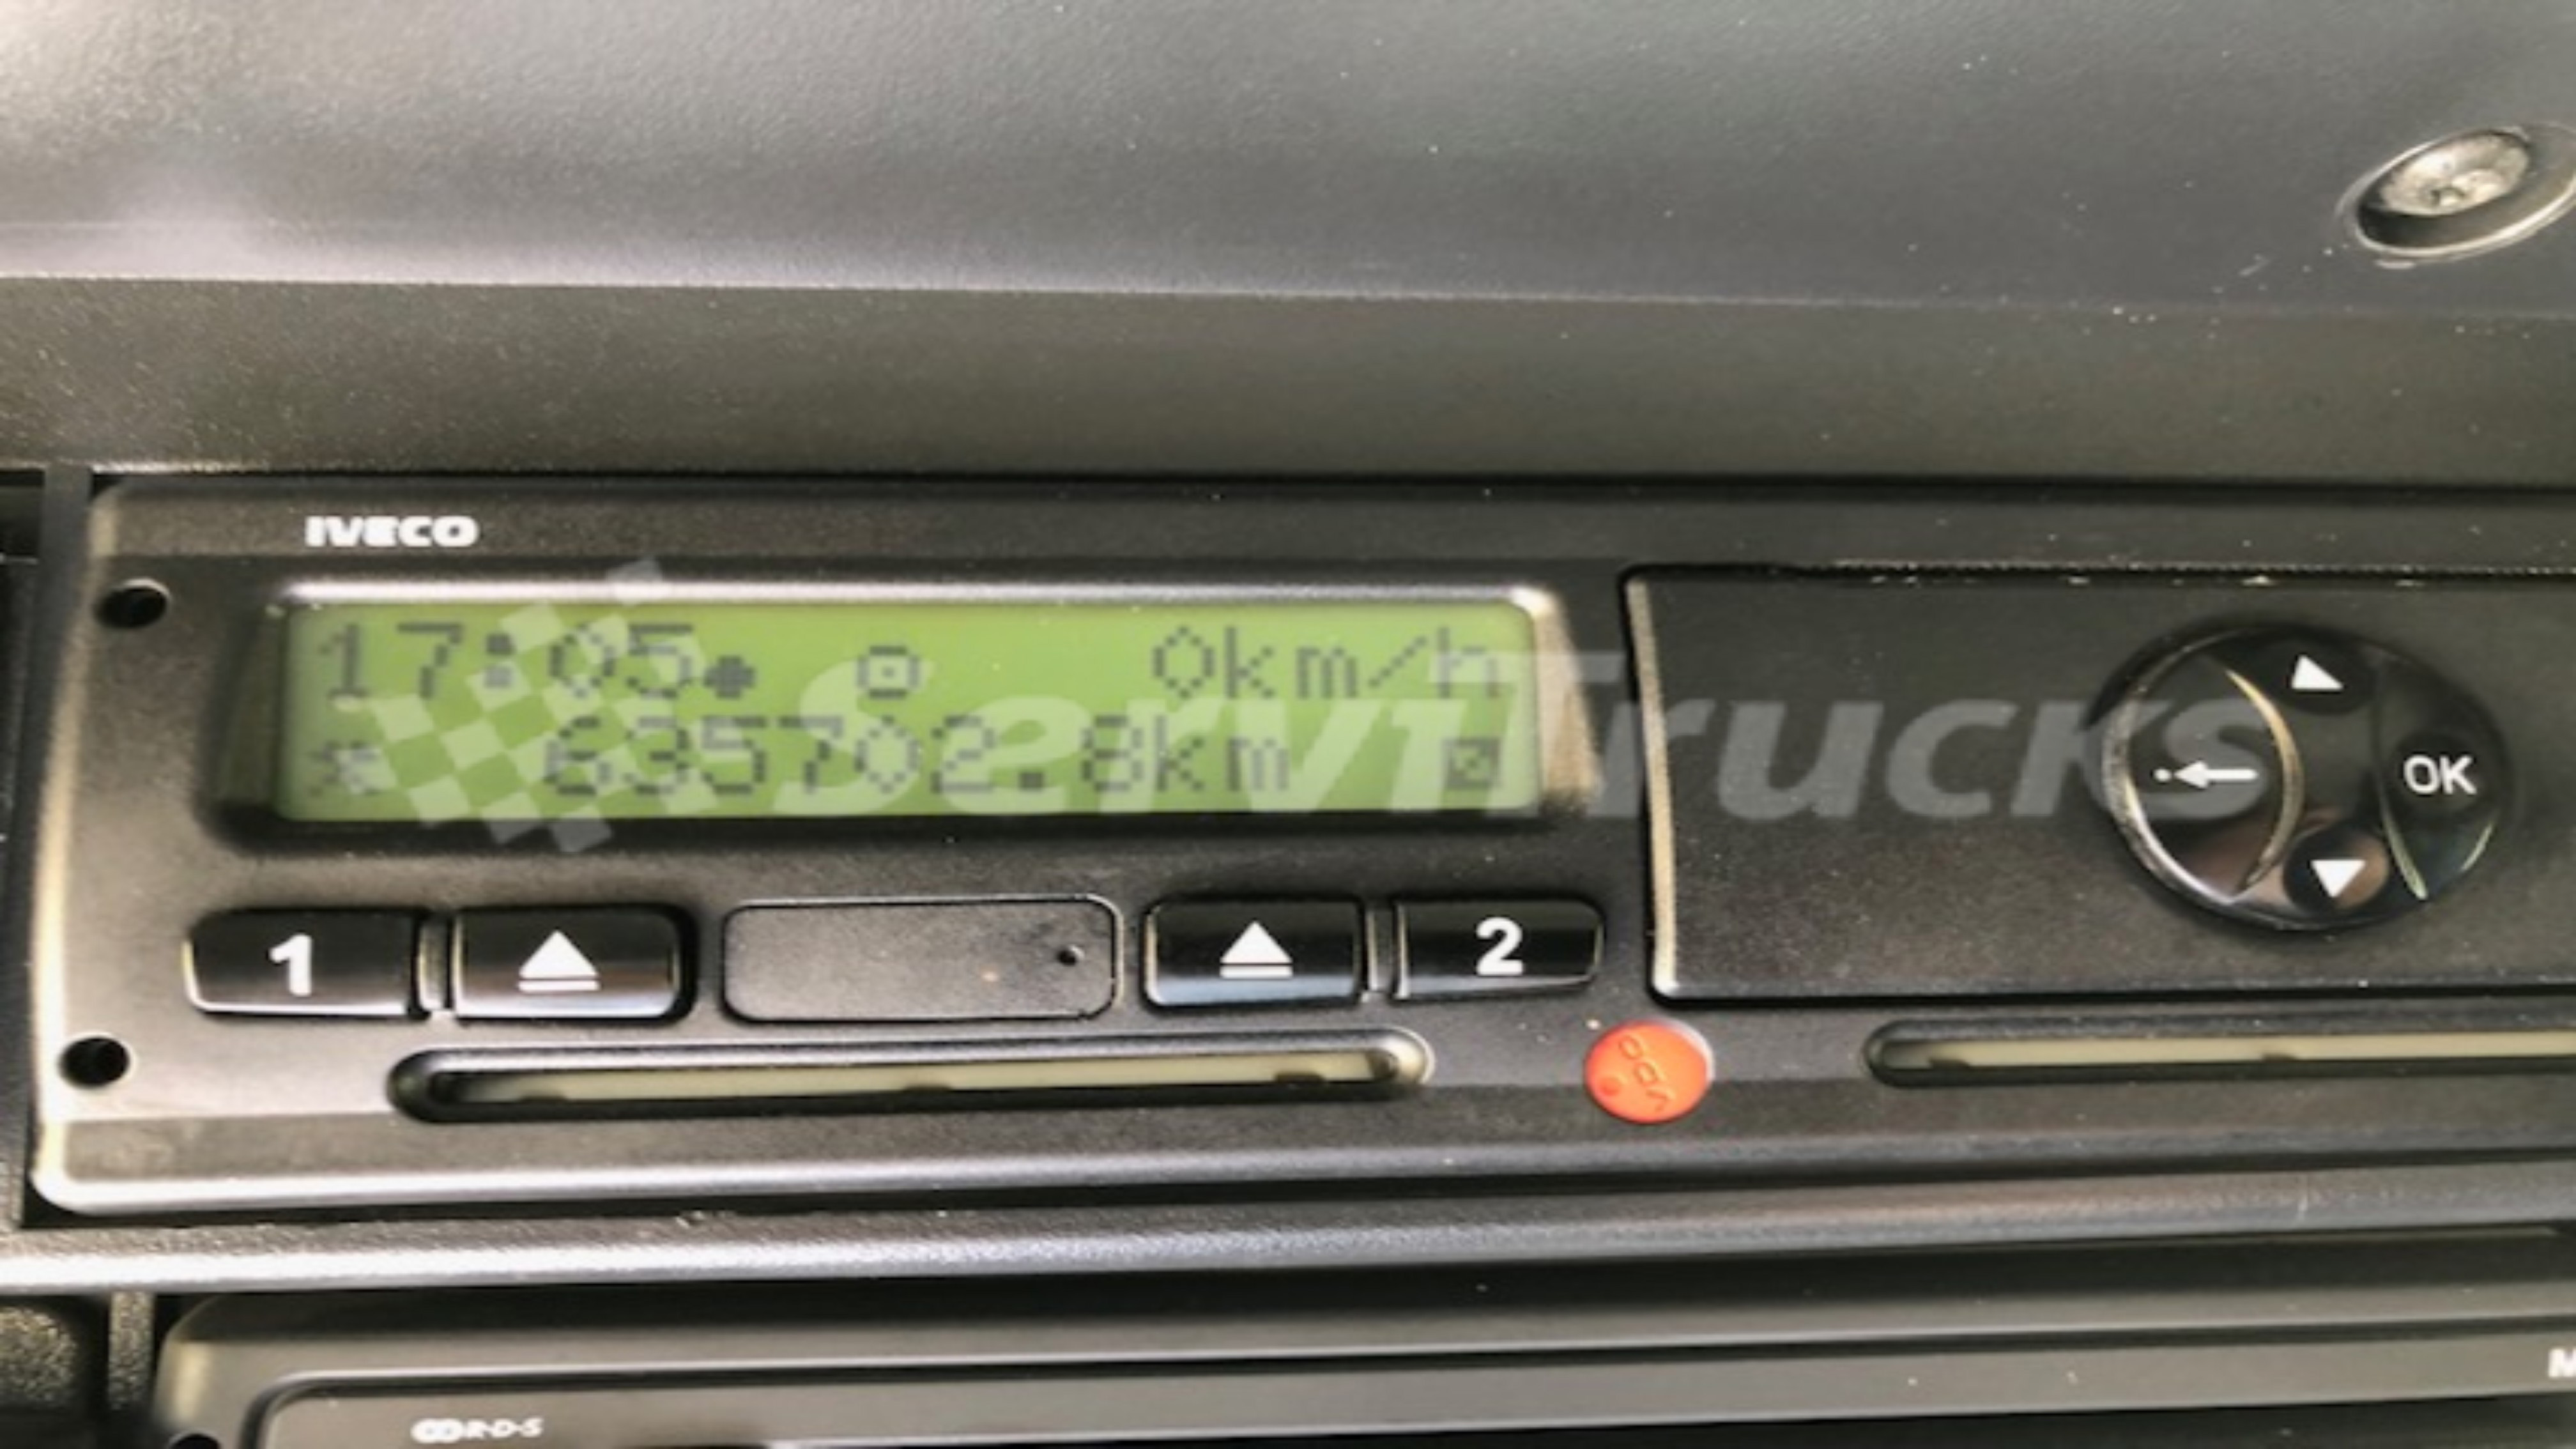 IVECO
17:05 0km/h
635702.8km
ServiTrucks
OK
1 2
R·D·S